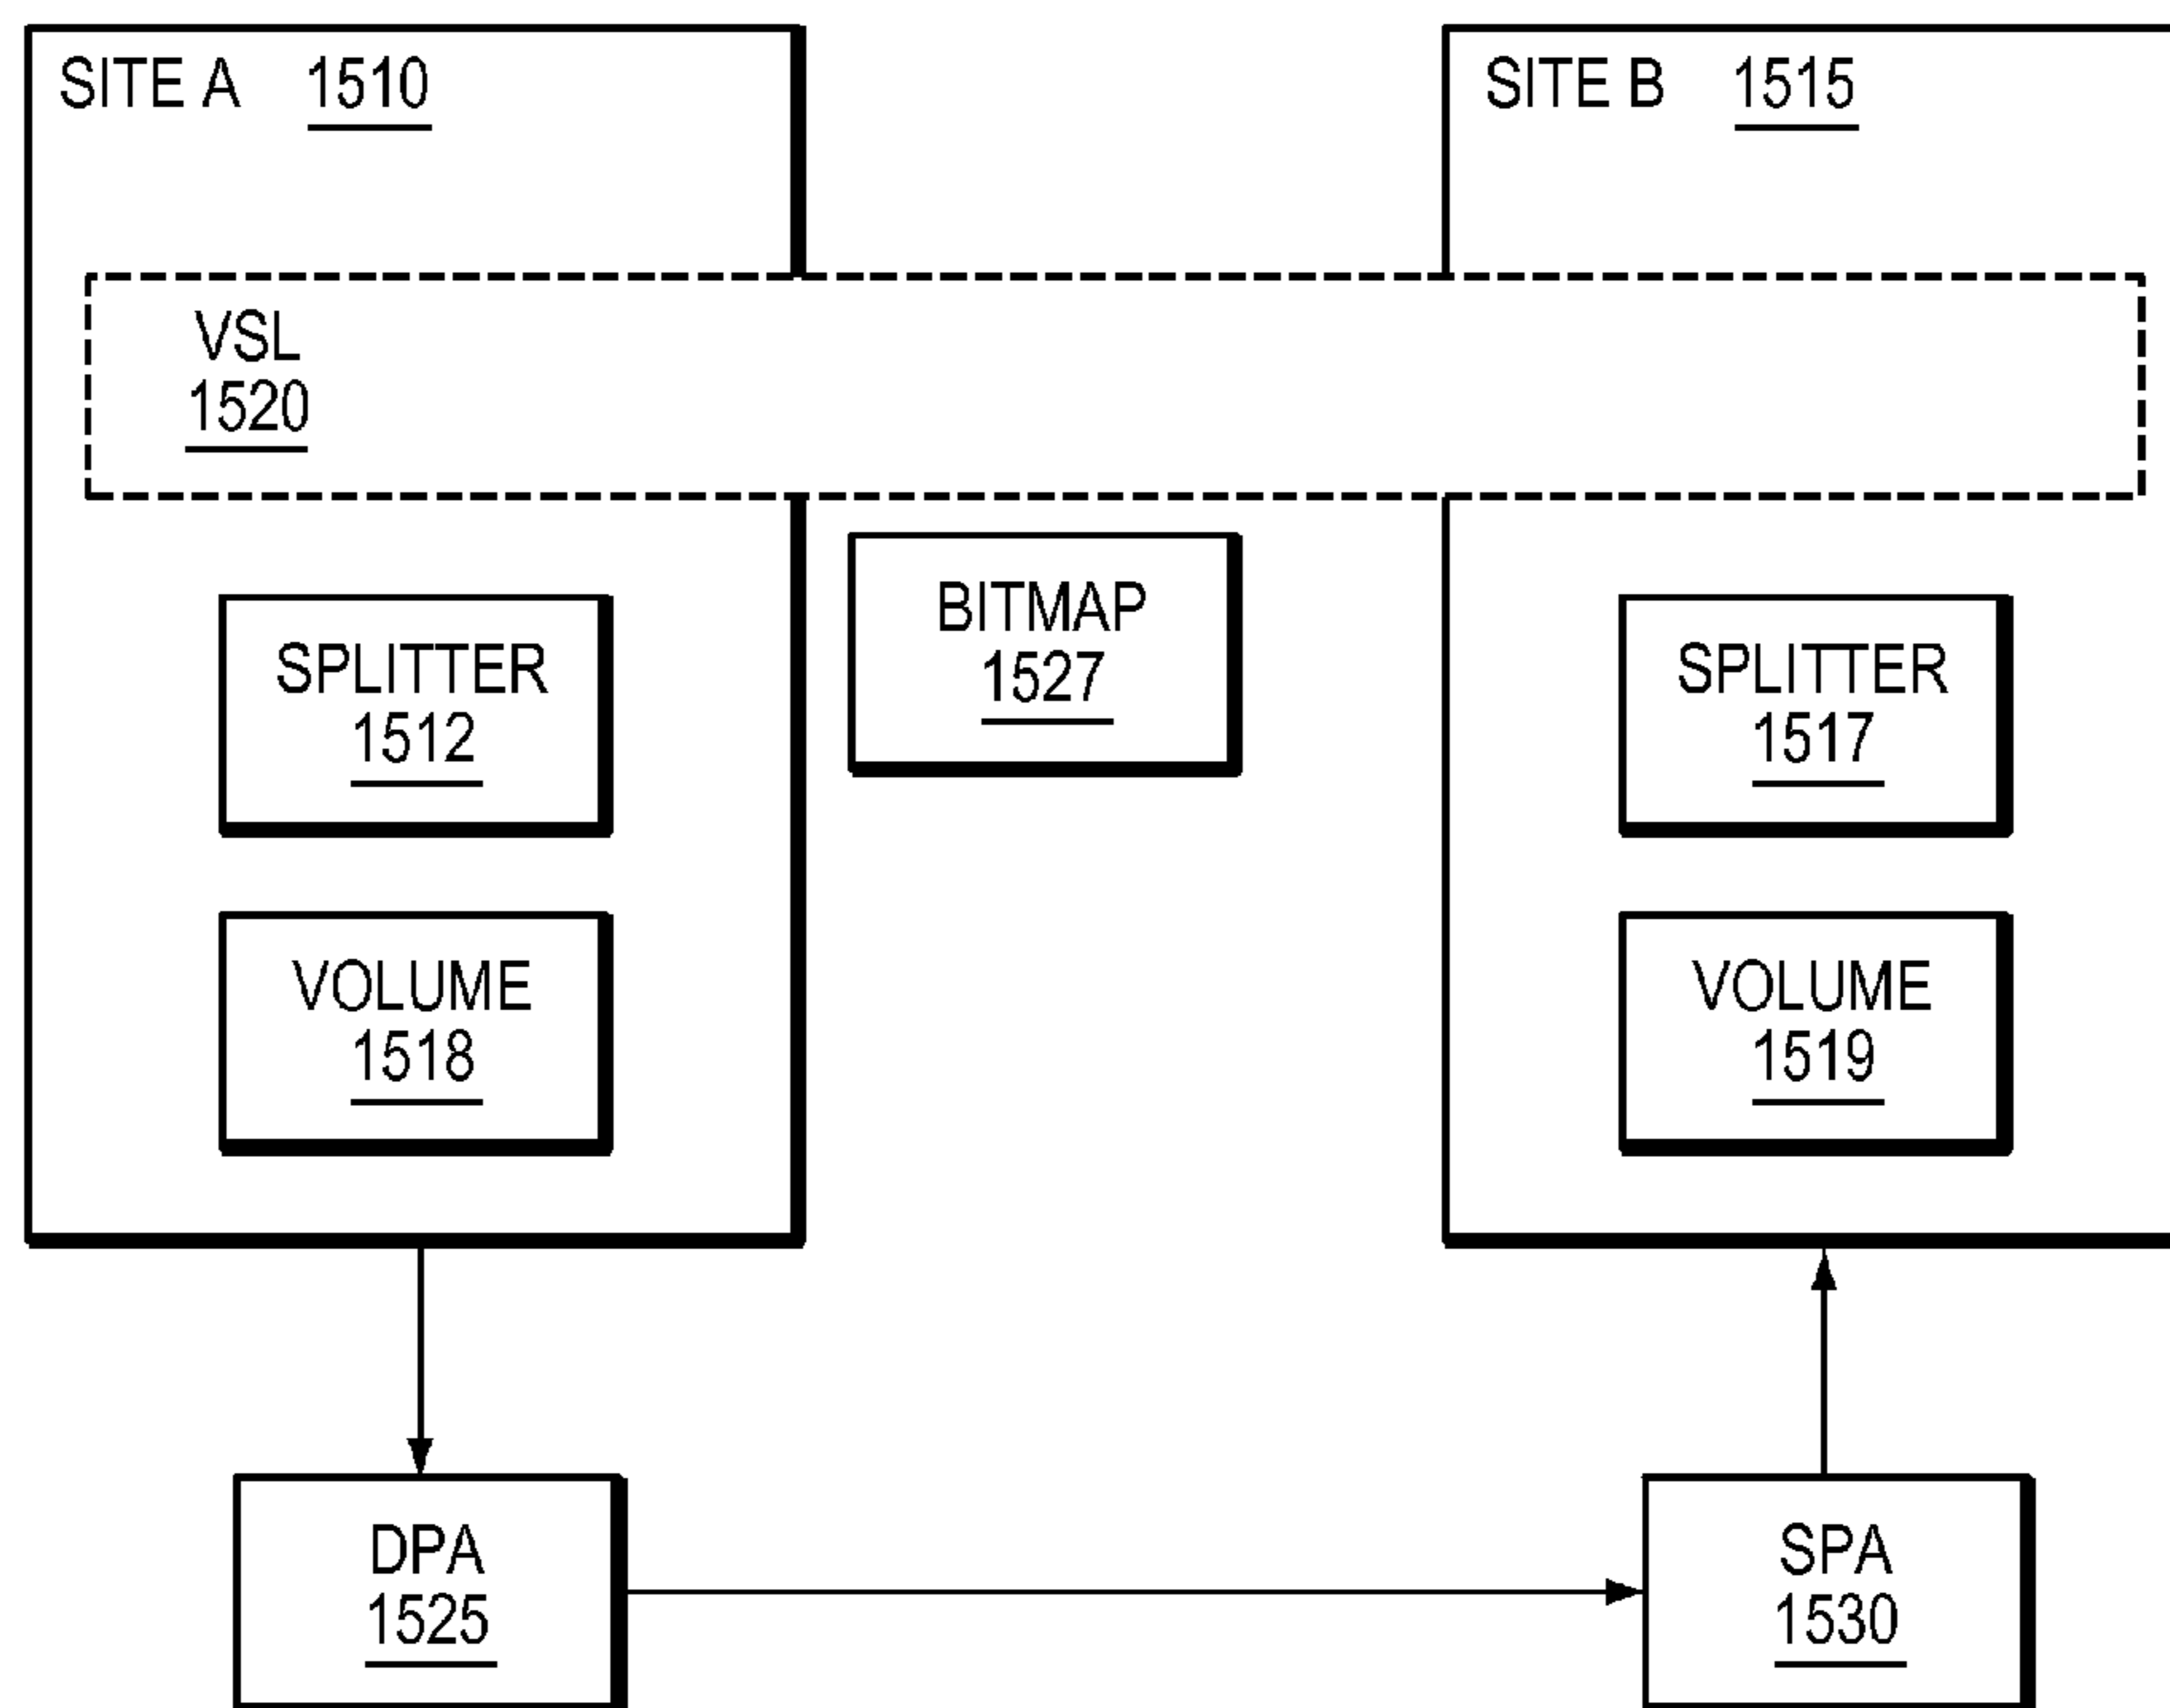 SITE A 1510
SITE B 1515
VSL
1520
BITMAP
1527
SPLITTER
1512
SPLITTER
1517
VOLUME
1518
VOLUME
1519
DPA
1525
SPA
1530